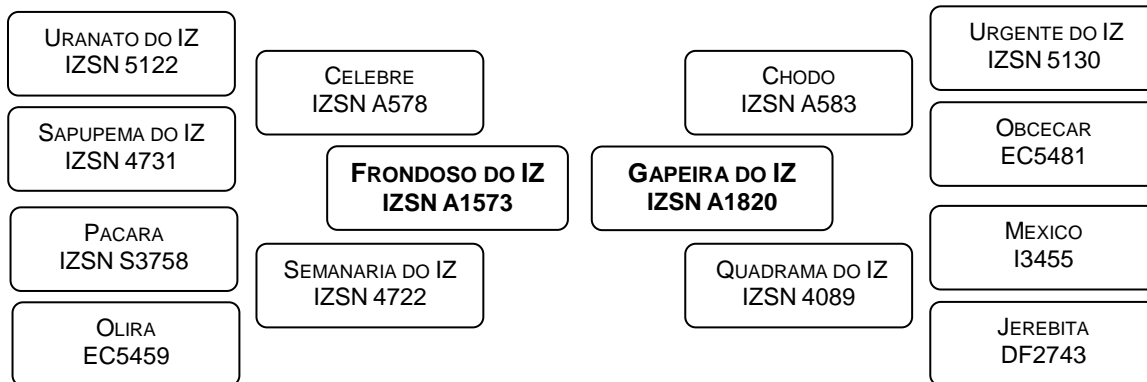 URANATO DO IZ
IZSN 5122
CELEBRE
IZSN A578
SAPUPEMA DO IZ
IZSN 4731
FRONDOSO DO IZ
IZSN A1573
PACARA
IZSN S3758
SEMANARIA DO IZ
IZSN 4722
OLIRA
EC5459
URGENTE DO IZ
IZSN 5130
CHODO
IZSN A583
OBCECAR
EC5481
GAPEIRA DO IZ
IZSN A1820
MEXICO
I3455
QUADRAMA DO IZ
IZSN 4089
JEREBITA
DF2743